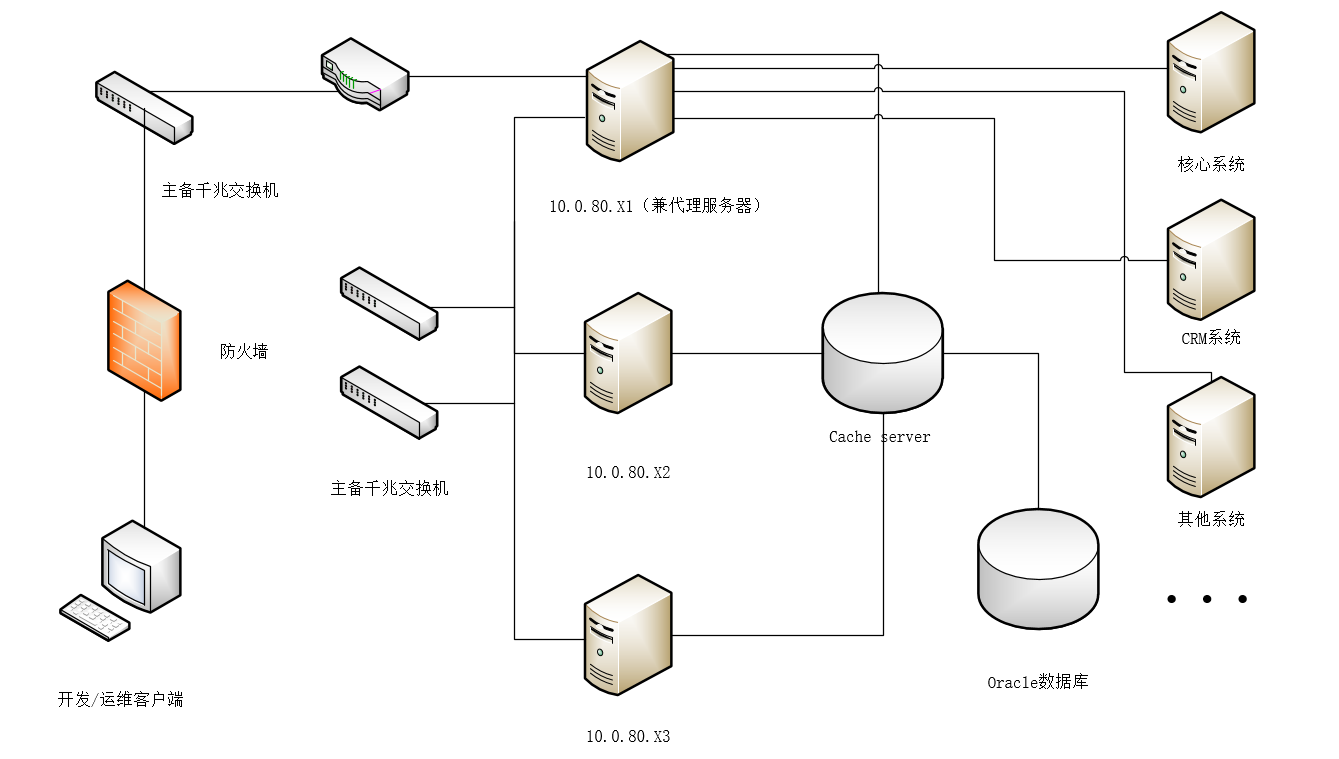 主备千兆交换机
10.0.80.X1（兼代理服务器）
核心系统
防火墙
CRM系统
主备千兆交换机
10.0.80.X2
Cache server
其他系统
开发/运维客户端
10.0.80.X3
Oracle数据库
• • •